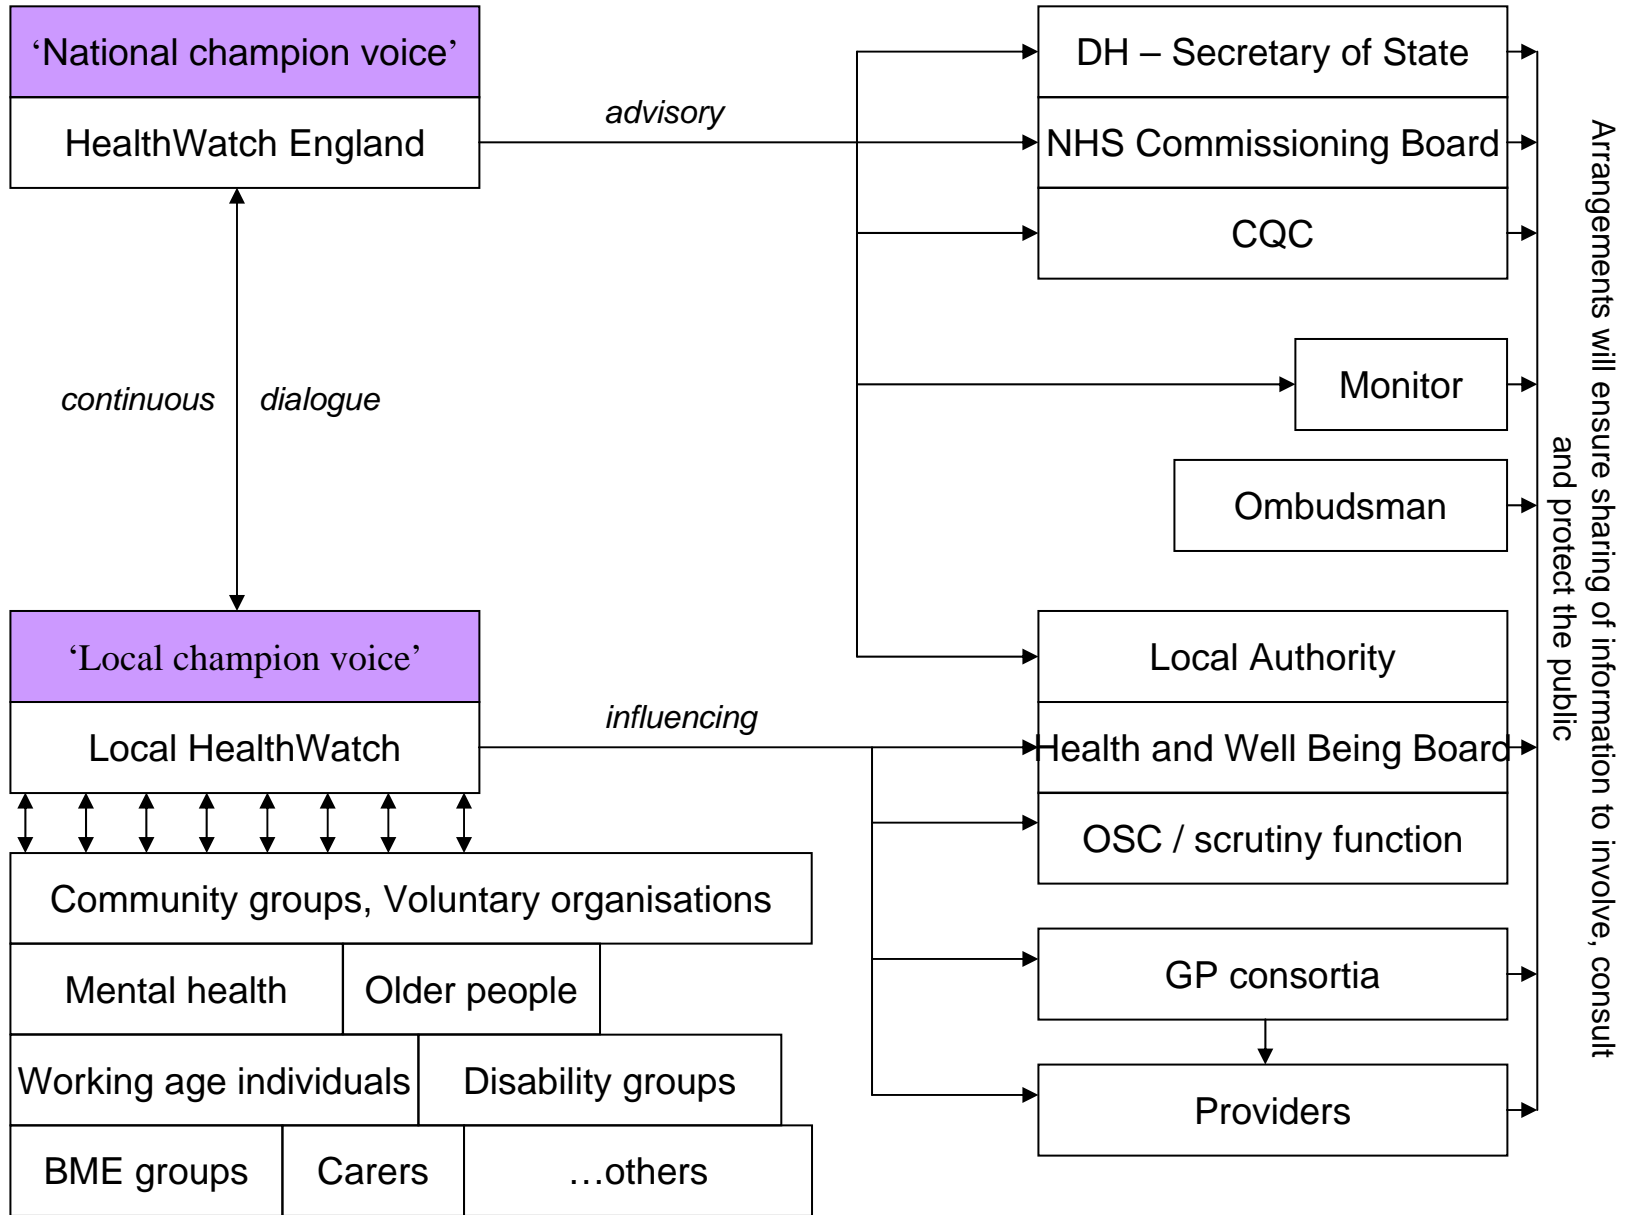 ‘National champion voice’
HealthWatch England
advisory
DH – Secretary of State
NHS Commissioning Board
CQC
Monitor
Ombudsman
continuous dialogue
‘Local champion voice’
Local HealthWatch
influencing
Local Authority
Health and Well Being Board
OSC / scrutiny function
GP consortia
Providers
Community groups, Voluntary organisations
Mental health
Older people
Working age individuals
Disability groups
BME groups
Carers
…others
Arrangements will ensure sharing of information to involve, consult
and protect the public